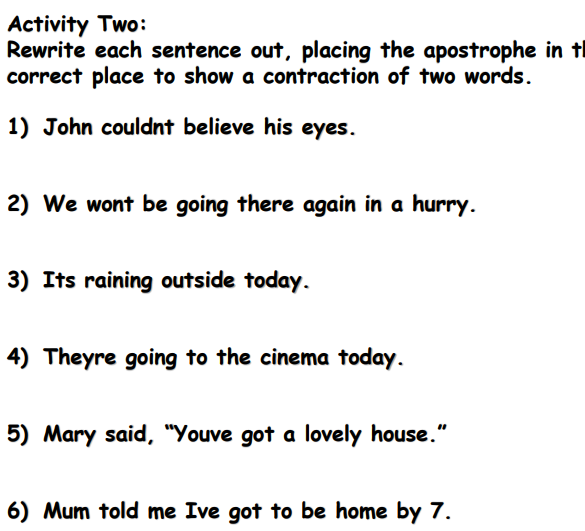 Activity Two:
Rewrite each sentence out, placing the apostrophe in
correct place to show a contraction of two words.
1) John couldnt believe his eyes.
2) We wont be going there again in a hurry.
3) Its raining outside today.
4) Theyre going to the cinema today.
5) Mary said, “Youve got a lovely house.”
6) Mum told me Ive got to be home by 7.